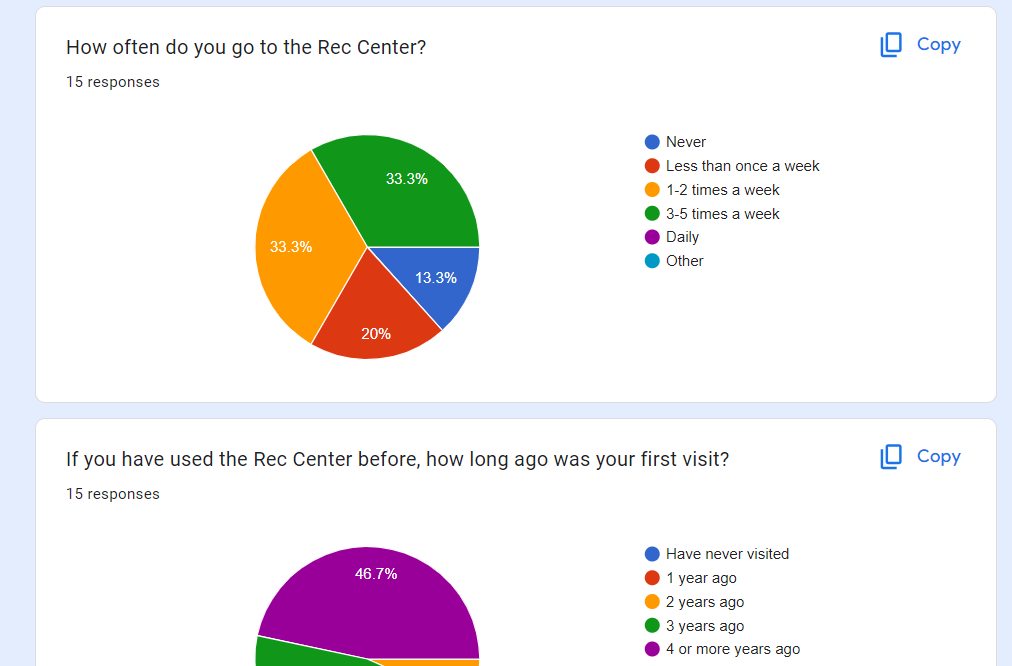 How often do you go to the Rec Center?
Copy
15 responses
33.3%
33.3%
13.3%
20%
Never
Less than once a week
1-2 times a week
3-5 times a week
Daily
Other
If you have used the Rec Center before, how long ago was your first visit?
Copy
15 responses
46.7%
Have never visited
1 year ago
2 years ago
3 years ago
4 or more years ago